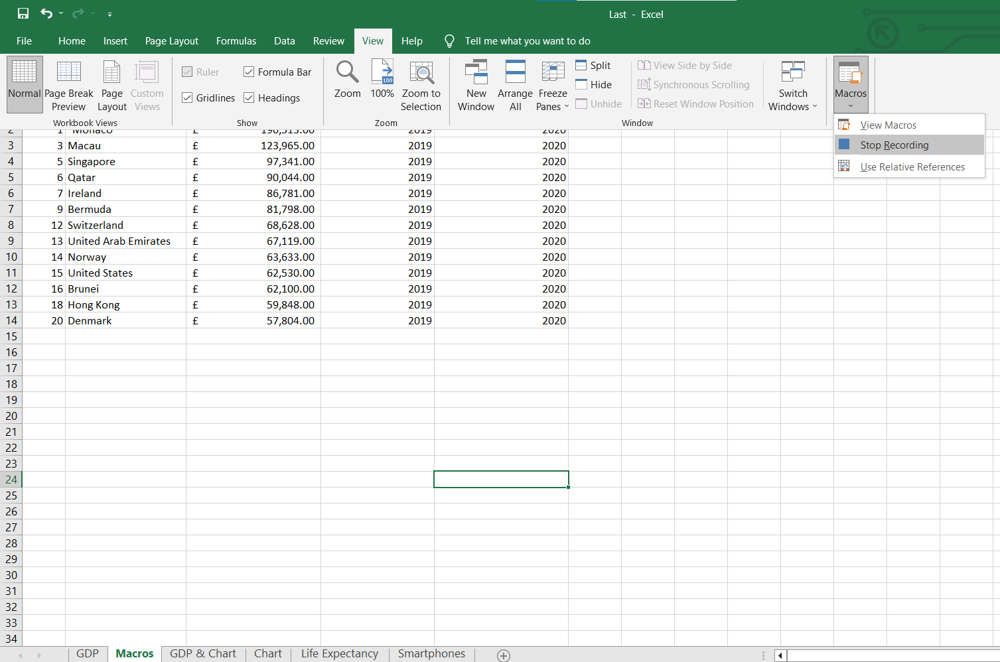 Last - Excel
File Home Insert Page Layout Formulas Data Review View Help Tell me what you want to do
Normal
Page Break Preview
Page Layout
Custom Views
Workbook Views
Ruler
Formula Bar
Gridlines
Headings
Show
Zoom
100
100%
Zoom to Selection
Zoom
New Window
Arrange All
Freeze Panes
Split
Hide
Unhide
View Side by Side
Synchronous Scrolling
Reset Window Position
Switch Windows
Window
Macros
View Macros
Stop Recording
Use Relative References
2 1 Monaco £ 190,513.00 2019 2020
3 3 Macau £ 123,965.00 2019 2020
4 5 Singapore £ 97,341.00 2019 2020
5 6 Qatar £ 90,044.00 2019 2020
6 7 Ireland £ 86,781.00 2019 2020
7 9 Bermuda £ 81,798.00 2019 2020
8 12 Switzerland £ 68,628.00 2019 2020
9 13 United Arab Emirates £ 67,119.00 2019 2020
10 14 Norway £ 63,633.00 2019 2020
11 15 United States £ 62,530.00 2019 2020
12 16 Brunei £ 62,100.00 2019 2020
13 18 Hong Kong £ 59,848.00 2019 2020
14 20 Denmark £ 57,804.00 2019 2020
15
16
17
18
19
20
21
22
23
24
25
26
27
28
29
30
31
32
33
34
GDP Macros GDP & Chart Chart Life Expectancy Smartphones